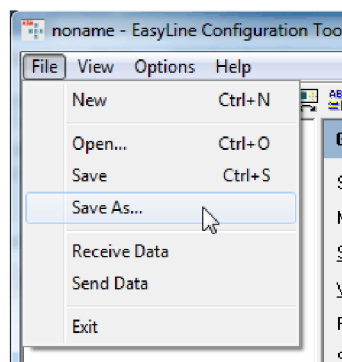 noname - EasyLine Configuration Too
File View Options Help
New Ctrl+N
Open... Ctrl+O
Save Ctrl+S
Save As...
Receive Data
Send Data
Exit